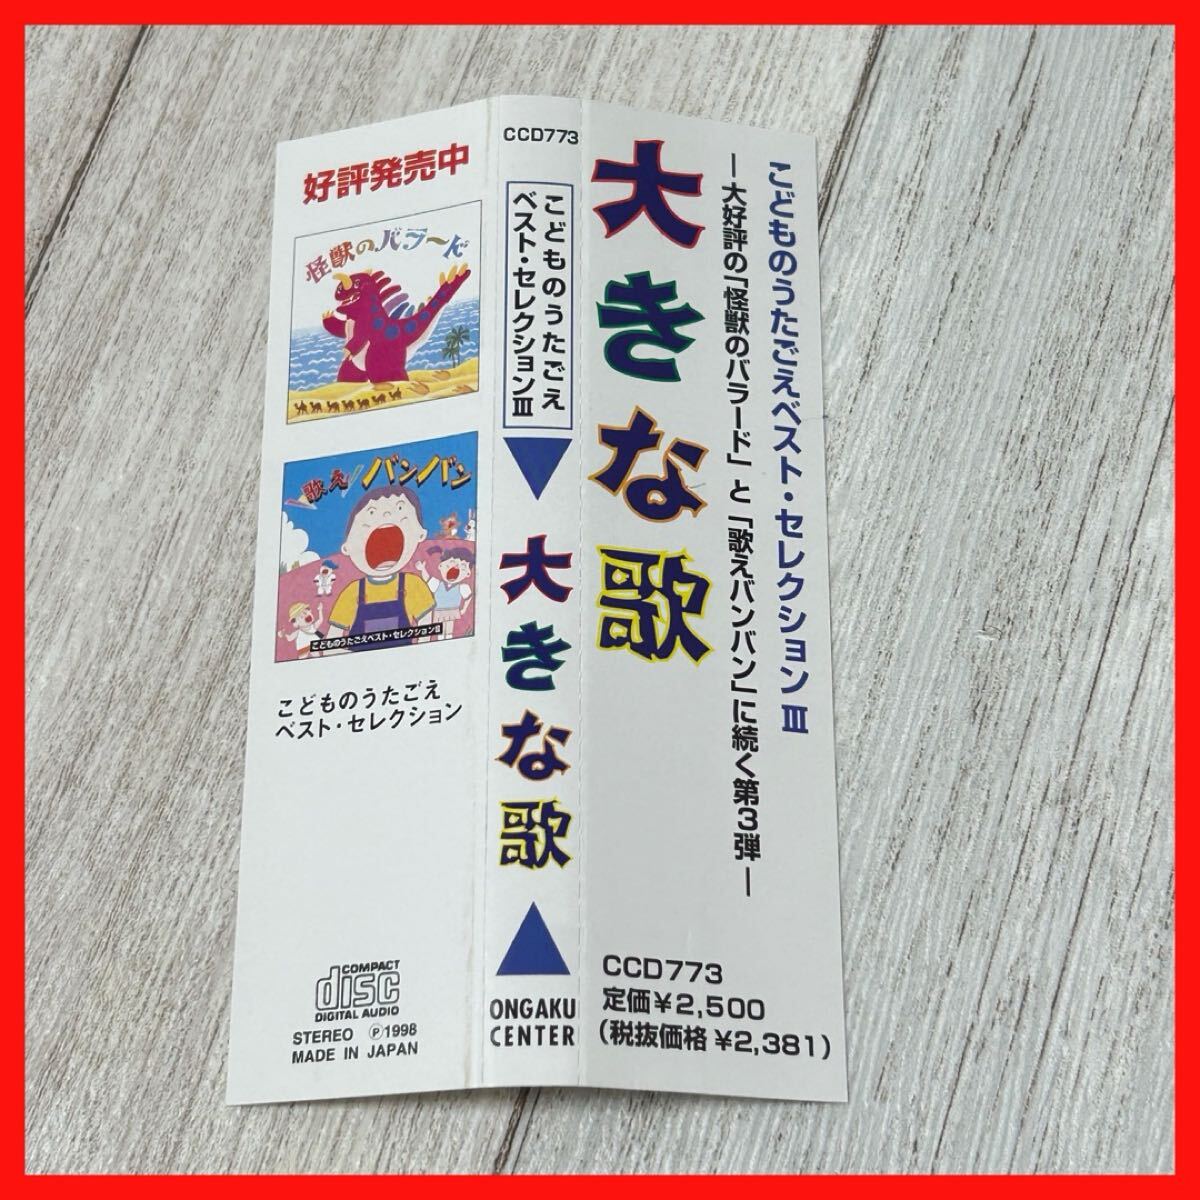 こどものうたごえベスト・セレクション III
―大好評の「怪獣のバラード」と「歌えバンバン」に続く第3弾―
大きな歌
CCD773
定価¥2,500
(税抜価格 ¥2,381)
CCD773
こどものうたごえ
ベスト・セレクションIII
大きな歌
ONGAKU
CENTER
好評発売中
怪獣のバラード
歌え!バンバン
こどものうたごえベスト・セレクションII
こどものうたごえ
ベスト・セレクション
COMPACT
disc
DIGITAL AUDIO
STEREO ℗1998
MADE IN JAPAN